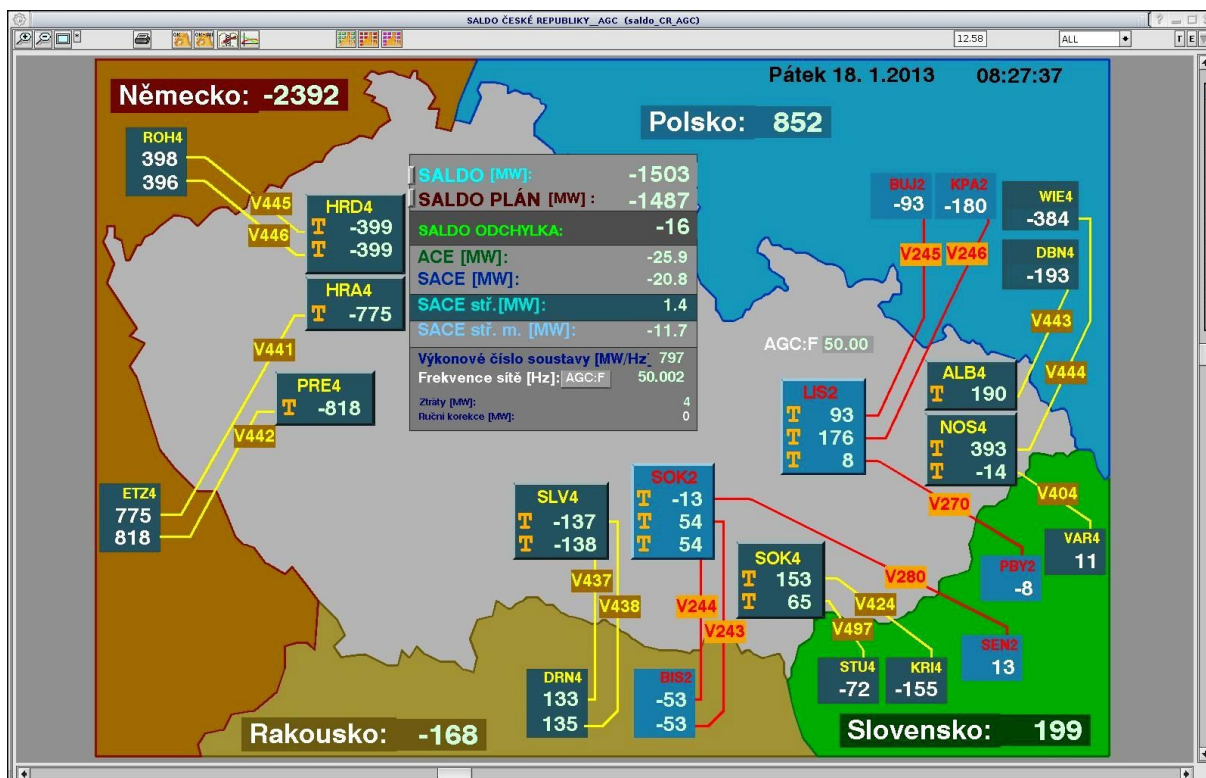 SALDO ČESKÉ REPUBLIKY__AGC (saldo_CR_AGC)
12.58
ALL
Γ E
Pátek 18. 1.2013 08:27:37
Německo: -2392
Polsko: 852
ROH4
398
396
V445
V446
HRD4
T -399
T -399
HRA4
T -775
V441
PRE4
T -818
V442
ETZ4
775
818
SALDO [MW]: -1503
SALDO PLÁN [MW] : -1487
SALDO ODCHYLKA: -16
ACE [MW]: -25.9
SACE [MW]: -20.8
SACE stř.[MW]: 1.4
SACE stř. m. [MW]: -11.7
Výkonové číslo soustavy [MW/Hz] 797
Frekvence sítě [Hz]: AGC:F 50.002
Ztráty [MW]: 4
Ruční korekce [MW]: 0
BUJ2
-93
KPA2
-180
WIE4
-384
DBN4
-193
V245
V246
V443
V444
AGC:F 50.00
LIS2
T 93
T 176
T 8
ALB4
T 190
NOS4
T 393
T -14
V270
V404
VAR4
11
PBY2
-8
SLV4
T -137
T -138
SOK2
T -13
T 54
T 54
SOK4
T 153
T 65
V437
V438
V244
V243
V280
V424
V497
DRN4
133
135
BIS2
-53
-53
STU4
-72
KRI4
-155
SEN2
13
Rakousko: -168
Slovensko: 199